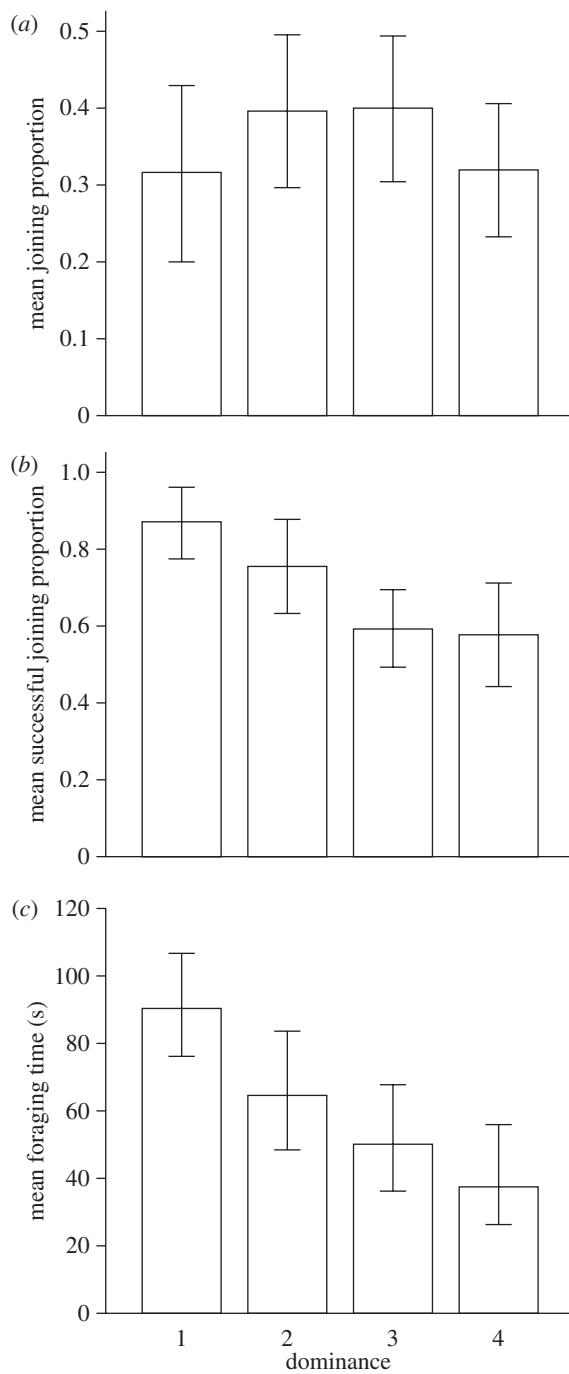 (a)
mean joining proportion
0.5
0.4
0.3
0.2
0.1
0
(b)
mean successful joining proportion
1.0
0.8
0.6
0.4
0.2
0
(c)
mean foraging time (s)
120
100
80
60
40
20
0
1 2 3 4
dominance